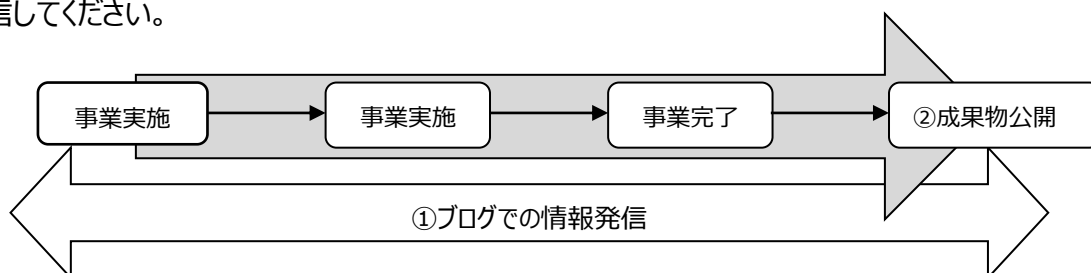 信してください。
事業実施
事業実施
事業完了
②成果物公開
①ブログでの情報発信